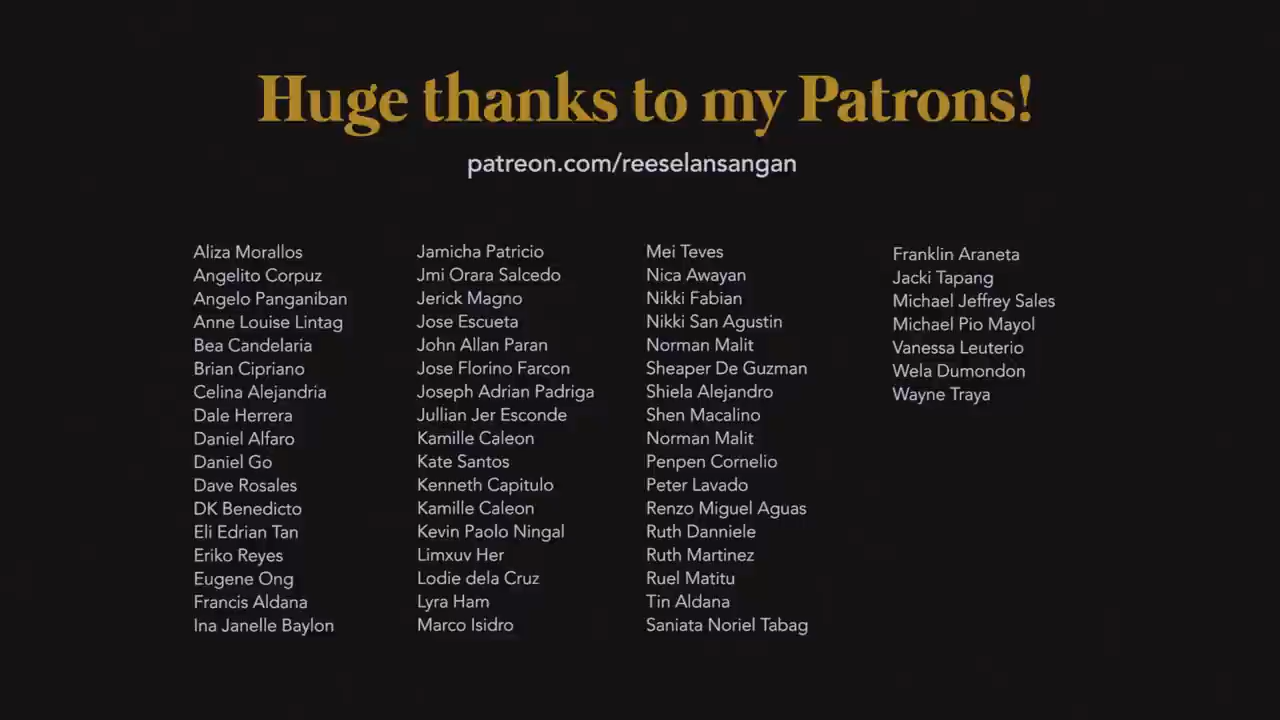 Huge thanks to my Patrons!
patreon.com/reeselansangan
Aliza Morallos
Angelito Corpuz
Angelo Panganiban
Anne Louise Lintag
Bea Candelaria
Brian Cipriano
Celina Alejandria
Dale Herrera
Daniel Alfaro
Daniel Go
Dave Rosales
DK Benedicto
Eli Edrian Tan
Eriko Reyes
Eugene Ong
Francis Aldana
Ina Janelle Baylon
Jamicha Patricio
Jmi Orara Salcedo
Jerick Magno
Jose Escueta
John Allan Paran
Jose Florino Farcon
Joseph Adrian Padriga
Jullian Jer Esconde
Kamille Caleon
Kate Santos
Kenneth Capitulo
Kamille Caleon
Kevin Paolo Ningal
Limxuv Her
Lodie dela Cruz
Lyra Ham
Marco Isidro
Mei Teves
Nica Awayan
Nikki Fabian
Nikki San Agustin
Norman Malit
Sheaper De Guzman
Shiela Alejandro
Shen Macalino
Norman Malit
Penpen Cornelio
Peter Lavado
Renzo Miguel Aguas
Ruth Danniele
Ruth Martinez
Ruel Matitu
Tin Aldana
Saniata Noriel Tabag
Franklin Araneta
Jacki Tapang
Michael Jeffrey Sales
Michael Pio Mayol
Vanessa Leuterio
Wela Dumondon
Wayne Traya